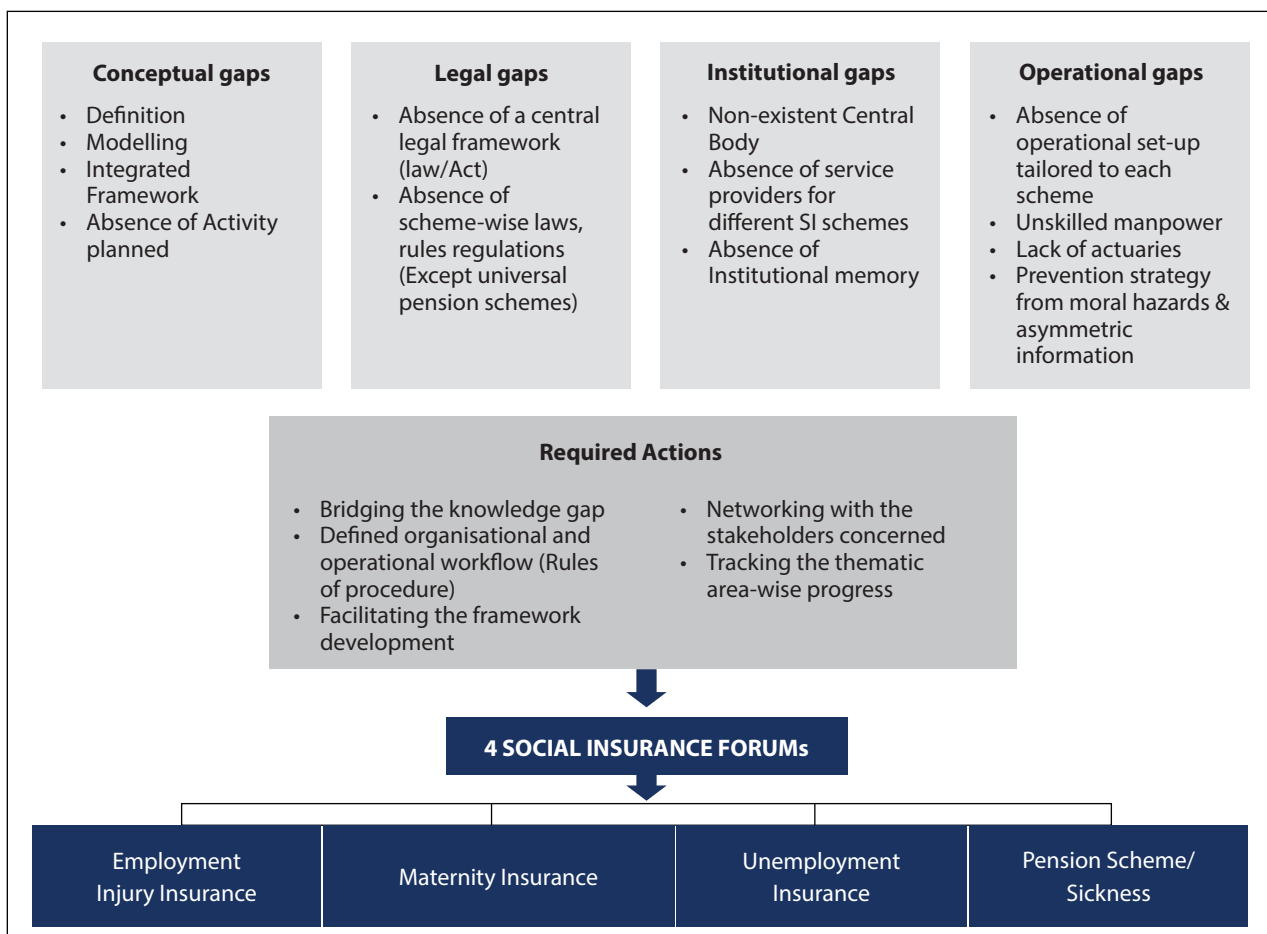 Conceptual gaps
• Definition
• Modelling
• Integrated
Framework
• Absence of Activity
planned
Legal gaps
• Absence of a central
legal framework
(law/Act)
• Absence of
scheme-wise laws,
rules regulations
(Except universal
pension schemes)
Institutional gaps
• Non-existent Central
Body
• Absence of service
providers for
different SI schemes
• Absence of
Institutional memory
Operational gaps
• Absence of
operational set-up
tailored to each
scheme
• Unskilled manpower
• Lack of actuaries
• Prevention strategy
from moral hazards &
asymmetric
information
Required Actions
• Bridging the knowledge gap
• Defined organisational and
operational workflow (Rules
of procedure)
• Facilitating the framework
development
• Networking with the
stakeholders concerned
• Tracking the thematic
area-wise progress
4 SOCIAL INSURANCE FORUMs
Employment
Injury Insurance
Maternity Insurance
Unemployment
Insurance
Pension Scheme/
Sickness